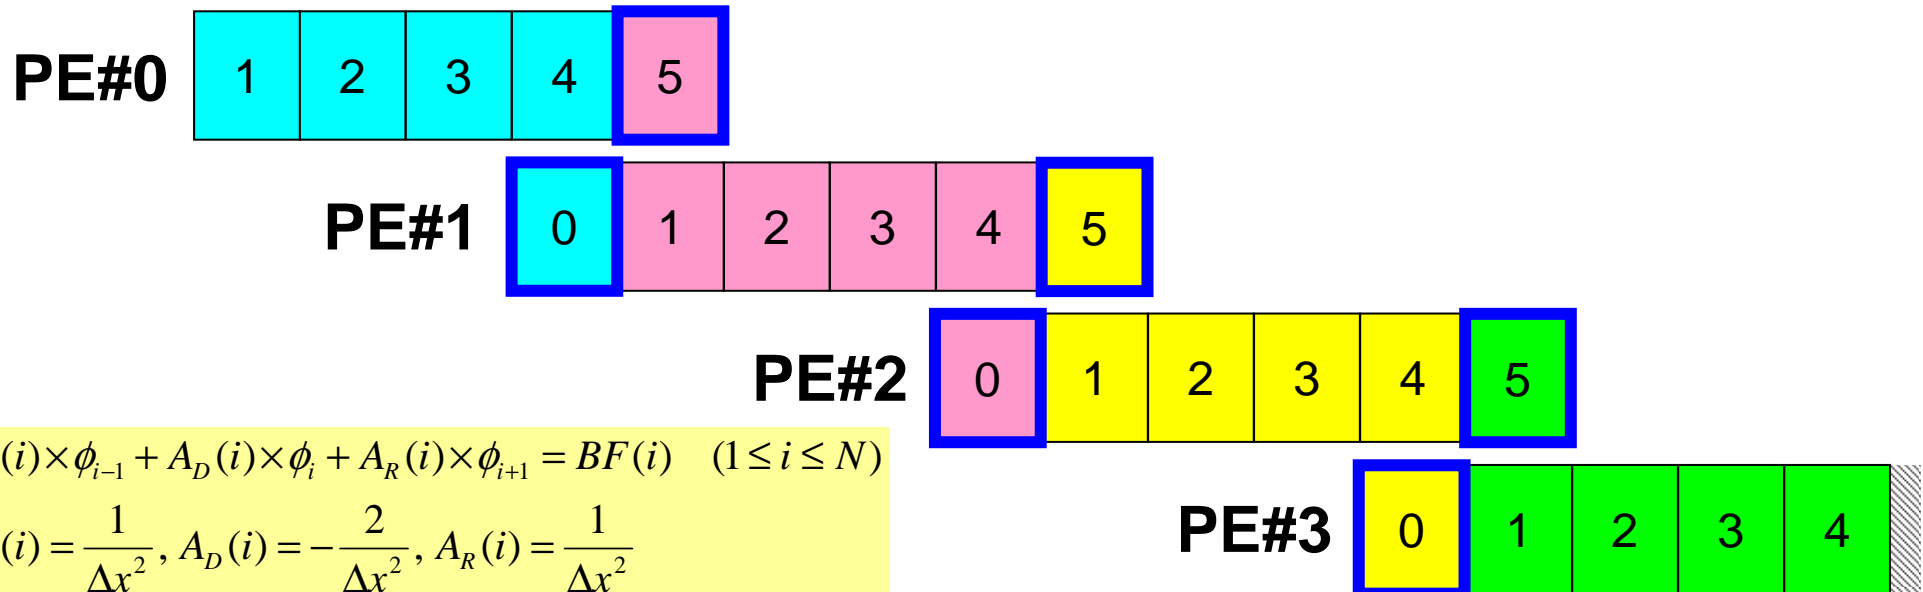 PE#0 1 2 3 4 5
PE#1 0 1 2 3 4 5
PE#2 0 1 2 3 4 5
(i)×ϕ_{i−1} + A_D(i)×ϕ_i + A_R(i)×ϕ_{i+1} = BF(i) (1 ≤ i ≤ N)
(i) = 1/Δx², A_D(i) = −2/Δx², A_R(i) = 1/Δx²
PE#3 0 1 2 3 4